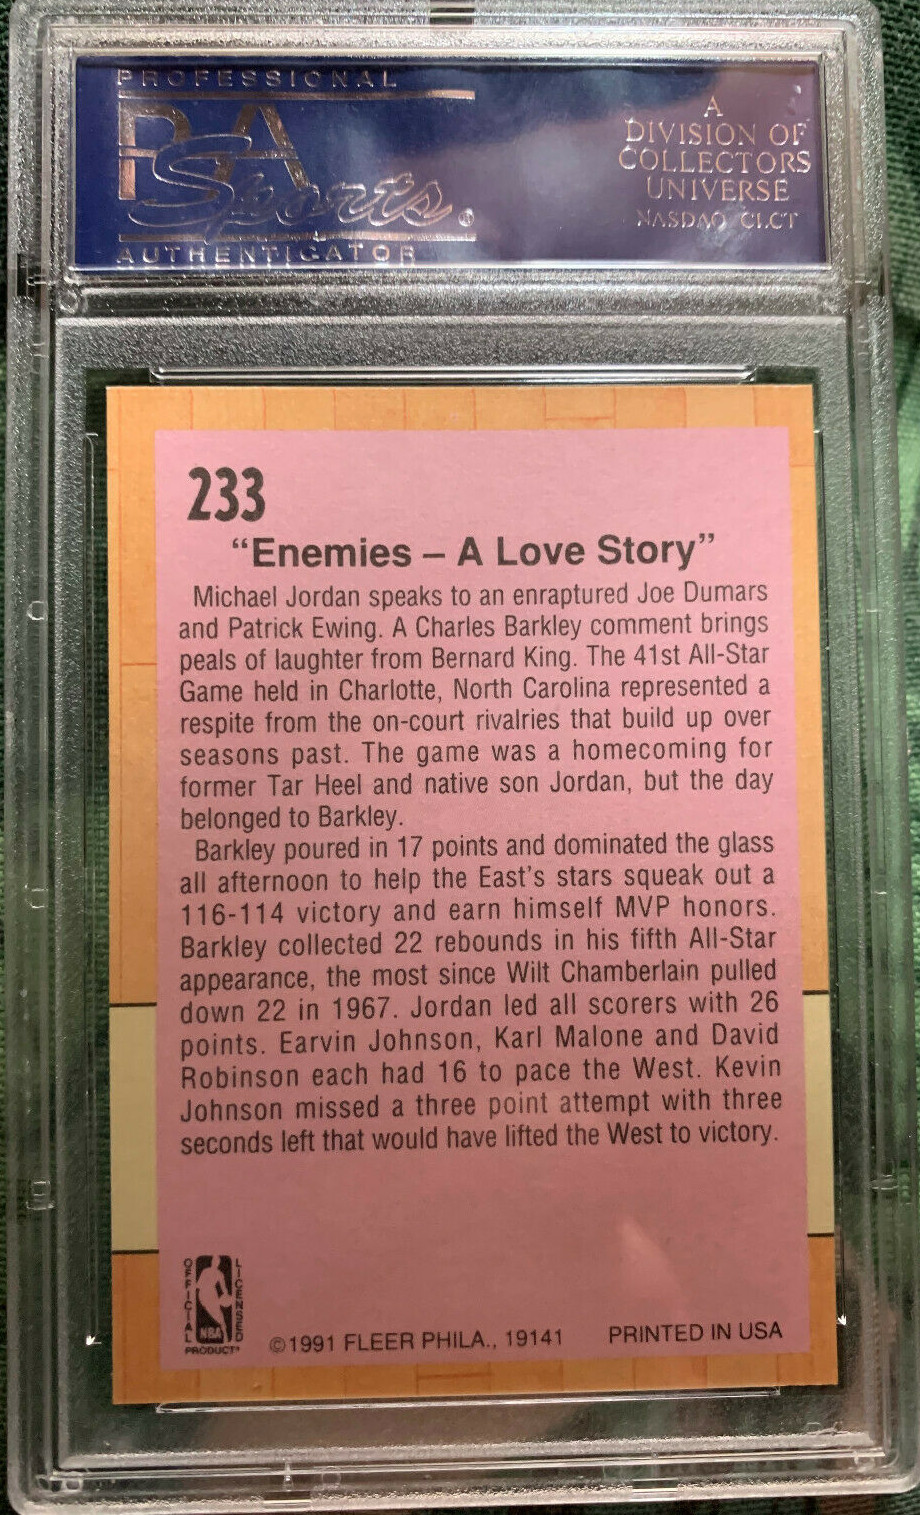 PROFESSIONAL
PSA
Sports®
AUTHENTICATOR
A
DIVISION OF
COLLECTORS
UNIVERSE
NASDAQ CLCT
233
“Enemies – A Love Story”
Michael Jordan speaks to an enraptured Joe Dumars
and Patrick Ewing. A Charles Barkley comment brings
peals of laughter from Bernard King. The 41st All-Star
Game held in Charlotte, North Carolina represented a
respite from the on-court rivalries that build up over
seasons past. The game was a homecoming for
former Tar Heel and native son Jordan, but the day
belonged to Barkley.
Barkley poured in 17 points and dominated the glass
all afternoon to help the East's stars squeak out a
116-114 victory and earn himself MVP honors.
Barkley collected 22 rebounds in his fifth All-Star
appearance, the most since Wilt Chamberlain pulled
down 22 in 1967. Jordan led all scorers with 26
points. Earvin Johnson, Karl Malone and David
Robinson each had 16 to pace the West. Kevin
Johnson missed a three point attempt with three
seconds left that would have lifted the West to victory.
OFFICIAL
LICENSED
NBA
PRODUCT
©1991 FLEER PHILA., 19141
PRINTED IN USA